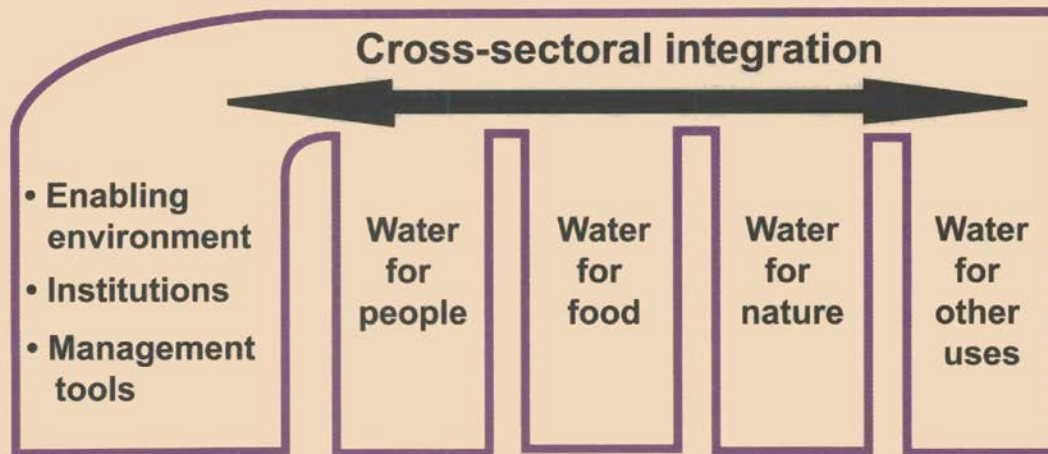 Cross-sectoral integration
• Enabling
environment
• Institutions
• Management
tools
Water
for
people
Water
for
food
Water
for
nature
Water
for
other
uses